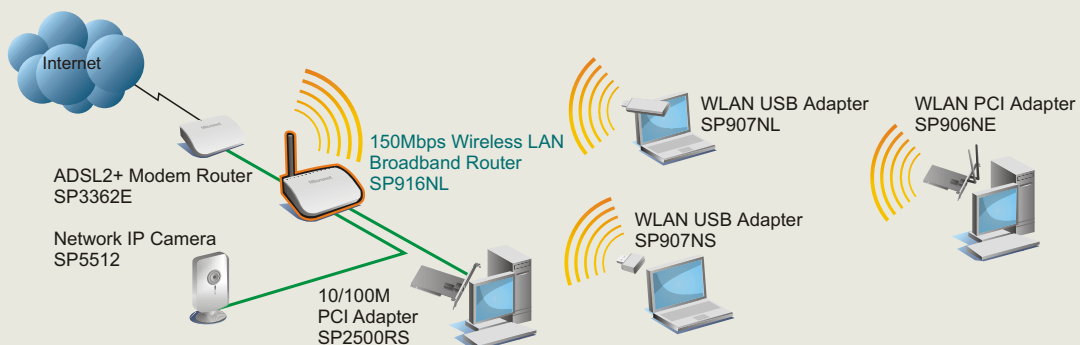 Internet
ADSL2+ Modem Router
SP3362E
150Mbps Wireless LAN
Broadband Router
SP916NL
Network IP Camera
SP5512
10/100M
PCI Adapter
SP2500RS
WLAN USB Adapter
SP907NL
WLAN USB Adapter
SP907NS
WLAN PCI Adapter
SP906NE